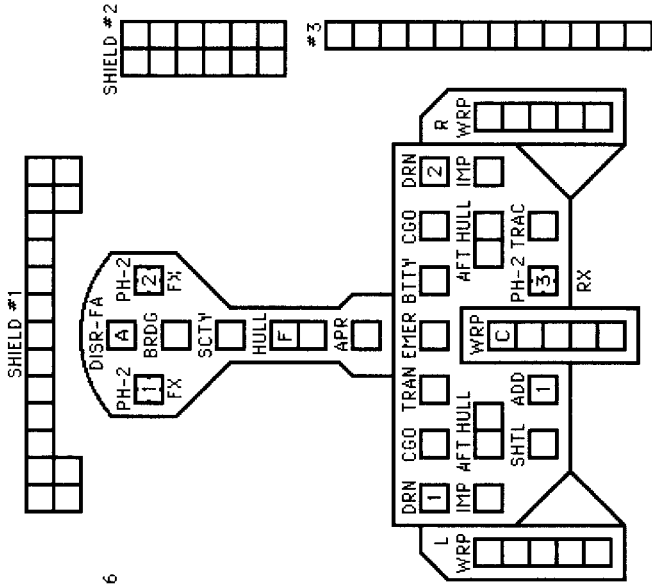 SHIELD #1
SHIELD #2
#3
6
DISR-FA
A
PH-2 PH-2
1 2
FX FX
BRDG
SCTY
HULL
F
APR
DRN CGO TRAN EMER BTTY CGO DRN
1 2
IMP AFT HULL AFT HULL IMP
L R
WRP WRP WRP
C
SHTL ADD PH-2 TRAC
1 3
RX